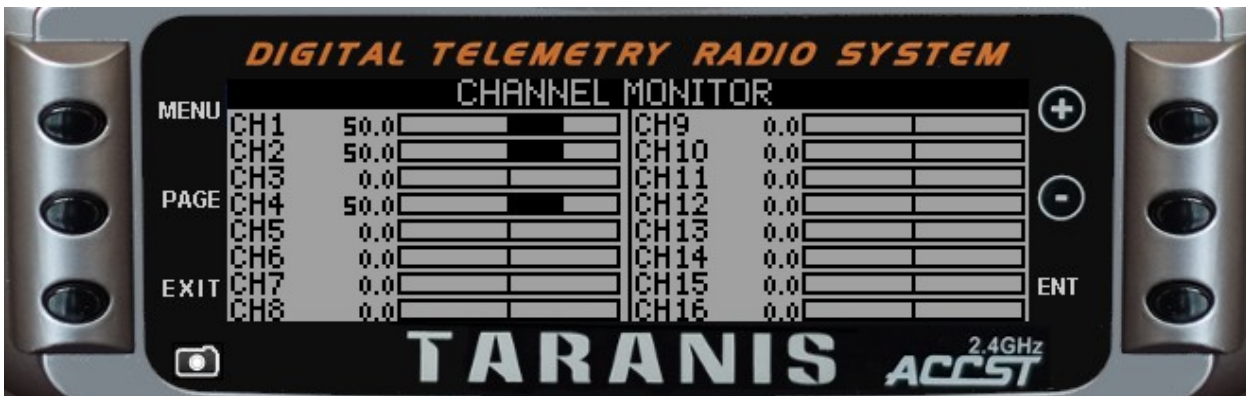 DIGITAL TELEMETRY RADIO SYSTEM
CHANNEL MONITOR
MENU
PAGE
EXIT
CH1 50.0
CH2 50.0
CH3 0.0
CH4 50.0
CH5 0.0
CH6 0.0
CH7 0.0
CH8 0.0
CH9 0.0
CH10 0.0
CH11 0.0
CH12 0.0
CH13 0.0
CH14 0.0
CH15 0.0
CH16 0.0
+
-
ENT
TARANIS
2.4GHz
ACCST